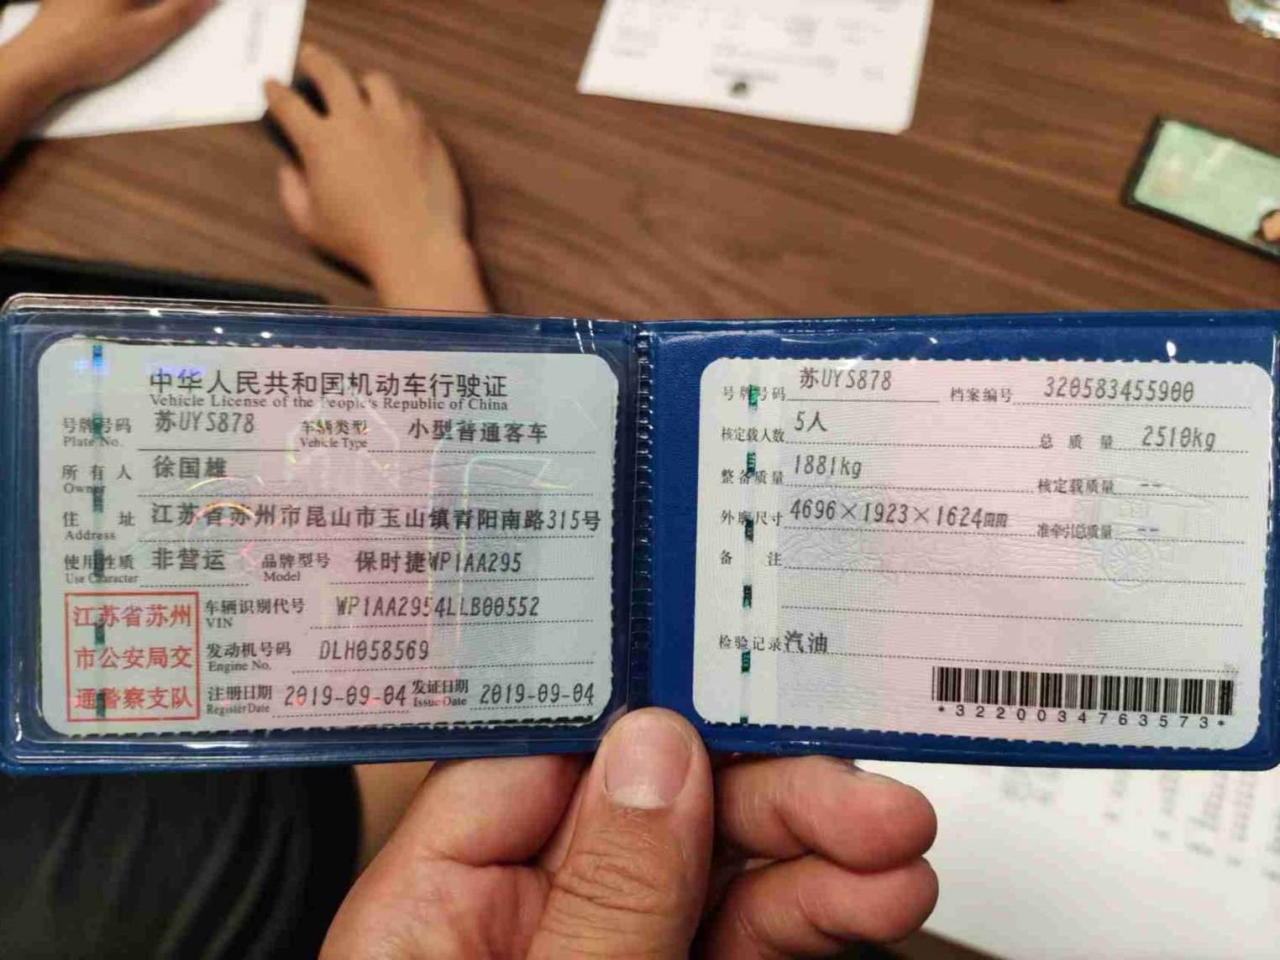 中华人民共和国机动车行驶证
Vehicle License of the People's Republic of China
号牌号码 苏UYS878 车辆类型 小型普通客车
Plate No. Vehicle Type
所有人 徐国雄
Owner
住址 江苏省苏州市昆山市玉山镇青阳南路315号
Address
使用性质 非营运 品牌型号 保时捷WP1AA295
Use Character Model
江苏省苏州
市公安局交
通警察支队
车辆识别代号 WP1AA2954LLB00552
VIN
发动机号码 DLH058569
Engine No.
注册日期 2019-09-04 发证日期 2019-09-04
Register Date Issue Date
号牌号码 苏UYS878 档案编号 320583455900
核定载人数 5人 总质量 2510kg
整备质量 1881kg 核定载质量 --
外廓尺寸 4696×1923×1624mm 准牵引总质量 --
备注
检验记录 汽油
*3220034763573*